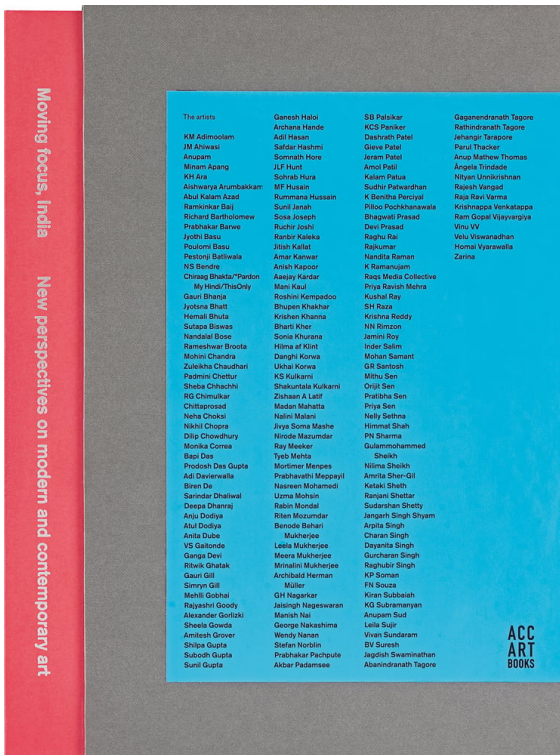 Moving focus, India
New perspectives on modern and contemporary art
The artists
KM Adimoolam
JM Ahiwasi
Anupam
Minam Apang
KH Ara
Aishwarya Arumbakkam
Abul Kalam Azad
Ramkinkar Baij
Richard Bartholomew
Prabhakar Barwe
Jyothi Basu
Poulomi Basu
Pestonji Batliwala
NS Bendre
Chiraag Bhakta/*Pardon
My Hindi/ThisOnly
Gauri Bhanja
Jyotsna Bhatt
Hemali Bhuta
Sutapa Biswas
Nandalal Bose
Rameshwar Broota
Mohini Chandra
Zuleikha Chaudhari
Padmini Chettur
Sheba Chhachhi
RG Chimulkar
Chittaprosad
Neha Choksi
Nikhil Chopra
Dilip Chowdhury
Monika Correa
Bapi Das
Prodosh Das Gupta
Adi Davierwalla
Biren De
Sarindar Dhaliwal
Deepa Dhanraj
Anju Dodiya
Atul Dodiya
Anita Dube
VS Gaitonde
Ganga Devi
Ritwik Ghatak
Gauri Gill
Simryn Gill
Mehlli Gobhai
Rajyashri Goody
Alexander Gorlizki
Sheela Gowda
Amitesh Grover
Shilpa Gupta
Subodh Gupta
Sunil Gupta
Ganesh Haloi
Archana Hande
Adil Hasan
Safdar Hashmi
Somnath Hore
JLF Hunt
Sohrab Hura
MF Husain
Rummana Hussain
Sunil Janah
Sosa Joseph
Ruchir Joshi
Ranbir Kaleka
Jitish Kallat
Amar Kanwar
Anish Kapoor
Aaejay Kardar
Mani Kaul
Roshini Kempadoo
Bhupen Khakhar
Krishen Khanna
Bharti Kher
Sonia Khurana
Hilma af Klint
Danghi Korwa
Ukhai Korwa
KS Kulkarni
Shakuntala Kulkarni
Zishaan A Latif
Madan Mahatta
Nalini Malani
Jivya Soma Mashe
Nirode Mazumdar
Ray Meeker
Tyeb Mehta
Mortimer Menpes
Prabhavathi Meppayil
Nasreen Mohamedi
Uzma Mohsin
Rabin Mondal
Riten Mozumdar
Benode Behari
Mukherjee
Leela Mukherjee
Meera Mukherjee
Mrinalini Mukherjee
Archibald Herman
Müller
GH Nagarkar
Jaisingh Nageswaran
Manish Nai
George Nakashima
Wendy Nanan
Stefan Norblin
Prabhakar Pachpute
Akbar Padamsee
SB Palsikar
KCS Paniker
Dashrath Patel
Gieve Patel
Jeram Patel
Amol Patil
Kalam Patua
Sudhir Patwardhan
K Benitha Perciyal
Pilloo Pochkhanawala
Bhagwati Prasad
Devi Prasad
Raghu Rai
Rajkumar
Nandita Raman
K Ramanujam
Raqs Media Collective
Priya Ravish Mehra
Kushal Ray
SH Raza
Krishna Reddy
NN Rimzon
Jamini Roy
Inder Salim
Mohan Samant
GR Santosh
Mithu Sen
Orijit Sen
Pratibha Sen
Priya Sen
Nelly Sethna
Himmat Shah
PN Sharma
Gulammohammed
Sheikh
Nilima Sheikh
Amrita Sher-Gil
Ketaki Sheth
Ranjani Shettar
Sudarshan Shetty
Jangarh Singh Shyam
Arpita Singh
Charan Singh
Dayanita Singh
Gurcharan Singh
Raghubir Singh
KP Soman
FN Souza
Kiran Subbaiah
KG Subramanyan
Anupam Sud
Leila Sujir
Vivan Sundaram
BV Suresh
Jagdish Swaminathan
Abanindranath Tagore
Gaganendranath Tagore
Rathindranath Tagore
Jehangir Tarapore
Parul Thacker
Anup Mathew Thomas
Ángela Trindade
Nityan Unnikrishnan
Rajesh Vangad
Raja Ravi Varma
Krishnappa Venkatappa
Ram Gopal Vijayvargiya
Vinu VV
Velu Viswanadhan
Homai Vyarawalla
Zarina
ACC
ART
BOOKS